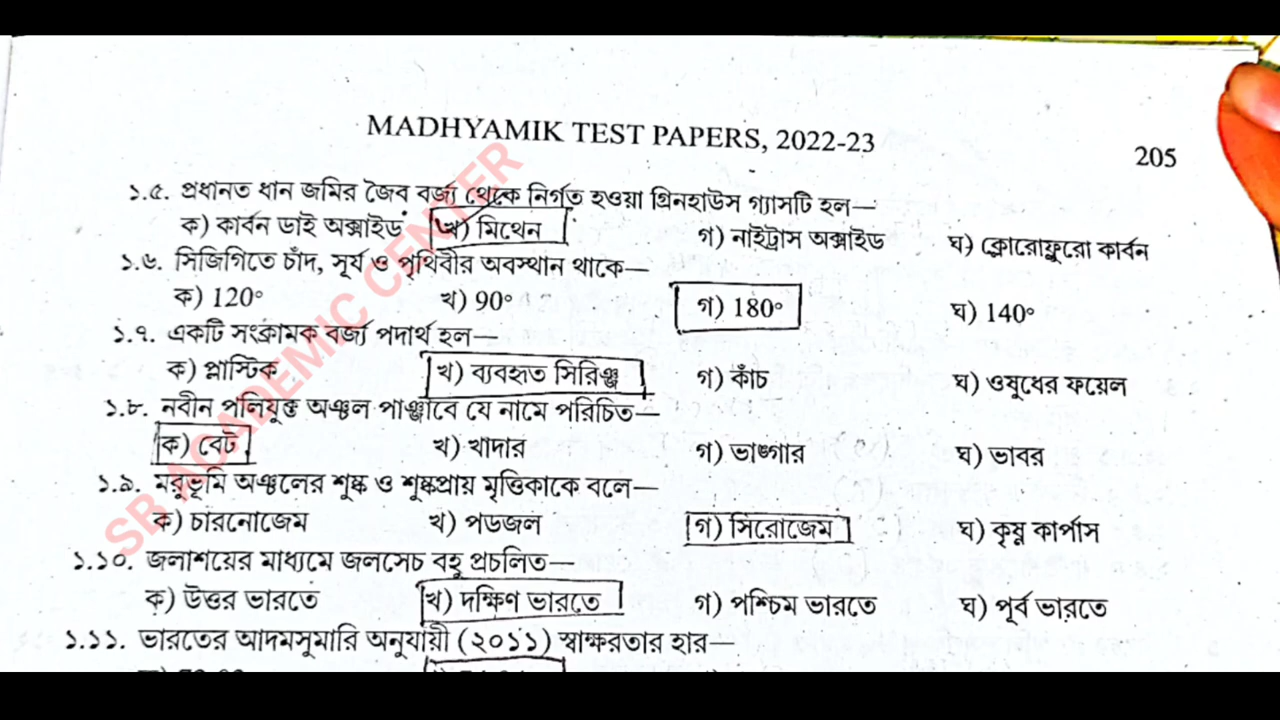 MADHYAMIK TEST PAPERS, 2022-23
205
১.৫. প্রধানত ধান জমির জৈব বর্জ্য থেকে নির্গত হওয়া গ্রিনহাউস গ্যাসটি হল—
ক) কার্বন ডাই অক্সাইড খ) মিথেন গ) নাইট্রাস অক্সাইড ঘ) ক্লোরোফ্লুরো কার্বন
১.৬. সিজিগিতে চাঁদ, সূর্য ও পৃথিবীর অবস্থান থাকে—
ক) 120° খ) 90° গ) 180° ঘ) 140°
১.৭. একটি সংক্রামক বর্জ্য পদার্থ হল—
ক) প্লাস্টিক খ) ব্যবহৃত সিরিঞ্জ গ) কাঁচ ঘ) ওষুধের ফয়েল
১.৮. নবীন পলিযুক্ত অঞ্চল পাঞ্জাবে যে নামে পরিচিত—
ক) বেট খ) খাদার গ) ভাঙ্গার ঘ) ভাবর
১.৯. মরুভূমি অঞ্চলের শুষ্ক ও শুষ্কপ্রায় মৃত্তিকাকে বলে—
ক) চারনোজেম খ) পডজল গ) সিরোজেম ঘ) কৃষ্ণ কার্পাস
১.১০. জলাশয়ের মাধ্যমে জলসেচ বহু প্রচলিত—
ক) উত্তর ভারতে খ) দক্ষিণ ভারতে গ) পশ্চিম ভারতে ঘ) পূর্ব ভারতে
১.১১. ভারতের আদমসুমারি অনুযায়ী (২০১১) স্বাক্ষরতার হার—
SB ACADEMIC CENTER